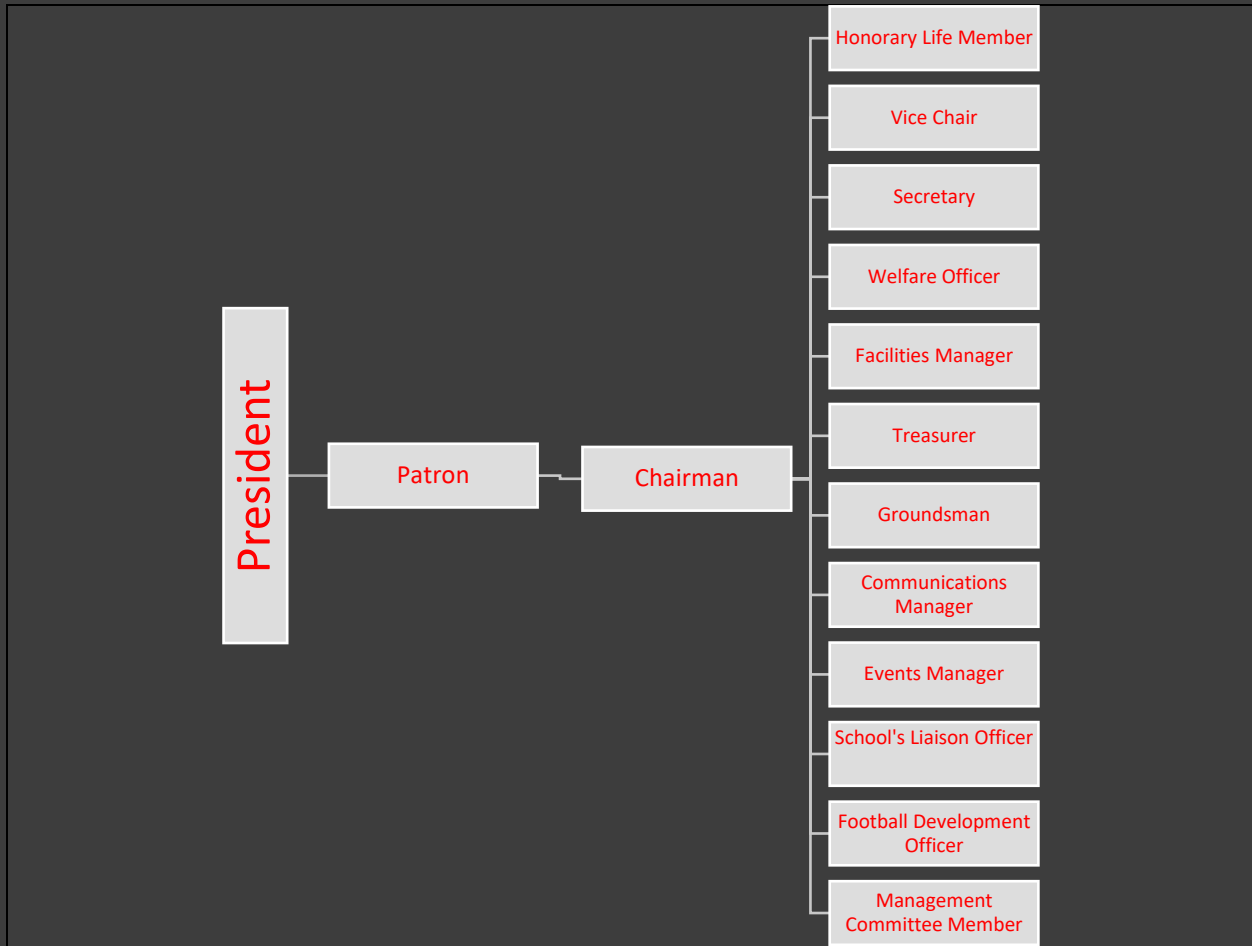 President
Patron
Chairman
Honorary Life Member
Vice Chair
Secretary
Welfare Officer
Facilities Manager
Treasurer
Groundsman
Communications
Manager
Events Manager
School's Liaison Officer
Football Development
Officer
Management
Committee Member